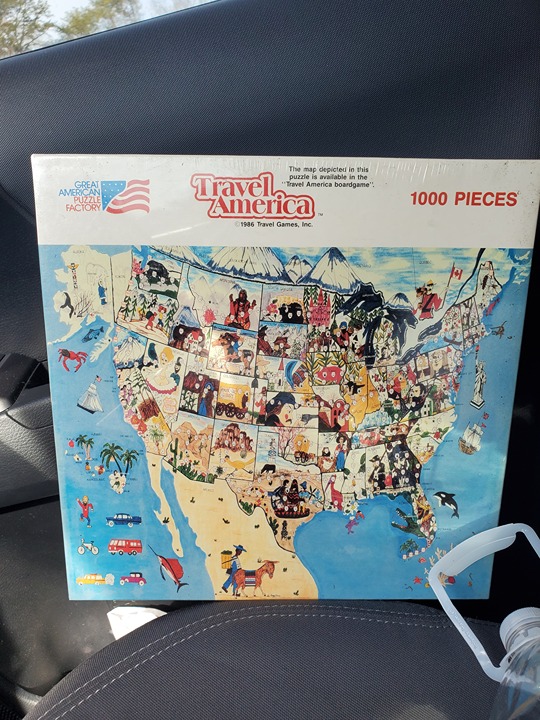 GREAT
AMERICAN
PUZZLE
FACTORY
Travel
America™
©1986 Travel Games, Inc.
The map depicted in this
puzzle is available in the
"Travel America boardgame".
1000 PIECES